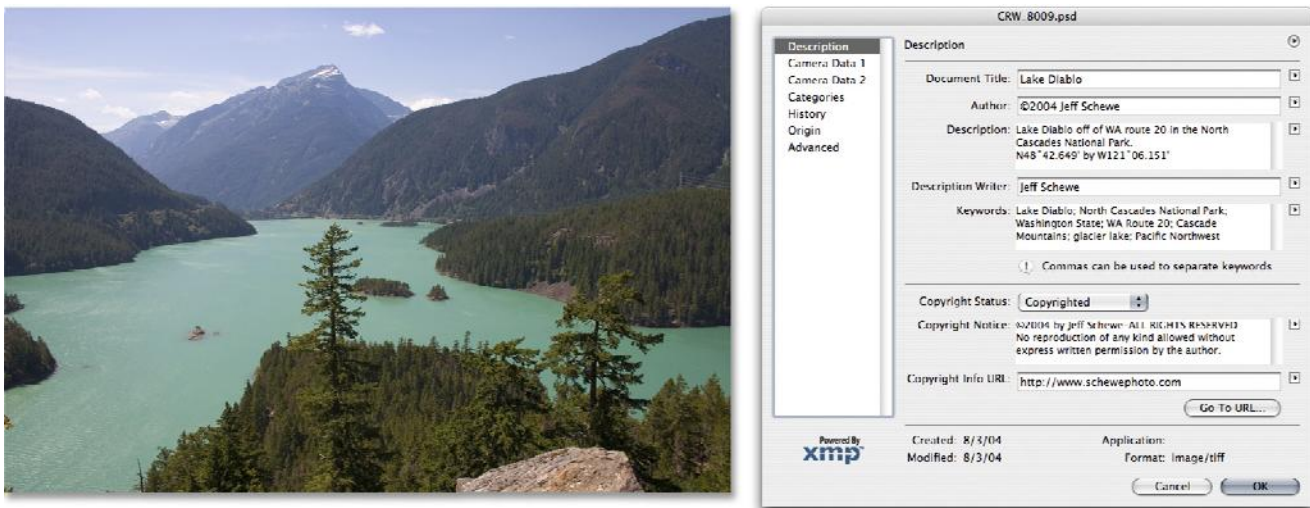 CRW_8009.psd
Description
Camera Data 1
Camera Data 2
Categories
History
Origin
Advanced
Powered By
xmp
Description
Document Title: Lake Diablo
Author: ©2004 Jeff Schewe
Description: Lake Diablo off of WA route 20 in the North
Cascades National Park.
N48°42.649' by W121°06.151'
Description Writer: Jeff Schewe
Keywords: Lake Diablo; North Cascades National Park;
Washington State; WA Route 20; Cascade
Mountains; glacier lake; Pacific Northwest
! Commas can be used to separate keywords
Copyright Status: Copyrighted
Copyright Notice: ©2004 by Jeff Schewe ALL RIGHTS RESERVED
No reproduction of any kind allowed without
express written permission by the author.
Copyright Info URL: http://www.schewephoto.com
Go To URL...
Created: 8/3/04 Application:
Modified: 8/3/04 Format: image/tiff
Cancel OK